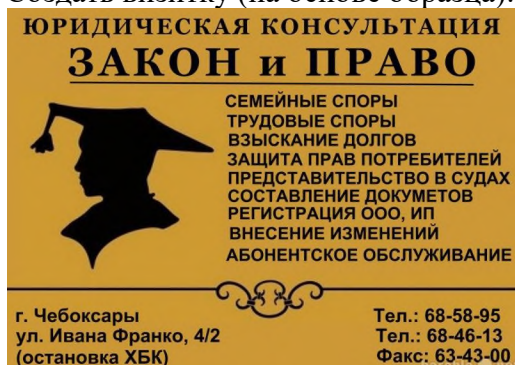 Создать визитку (на основе образца).
ЮРИДИЧЕСКАЯ КОНСУЛЬТАЦИЯ
ЗАКОН и ПРАВО
СЕМЕЙНЫЕ СПОРЫ
ТРУДОВЫЕ СПОРЫ
ВЗЫСКАНИЕ ДОЛГОВ
ЗАЩИТА ПРАВ ПОТРЕБИТЕЛЕЙ
ПРЕДСТАВИТЕЛЬСТВО В СУДАХ
СОСТАВЛЕНИЕ ДОКУМЕТОВ
РЕГИСТРАЦИЯ ООО, ИП
ВНЕСЕНИЕ ИЗМЕНЕНИЙ
АБОНЕНТСКОЕ ОБСЛУЖИВАНИЕ
г. Чебоксары
ул. Ивана Франко, 4/2
(остановка ХБК)
Тел.: 68-58-95
Тел.: 68-46-13
Факс: 63-43-00